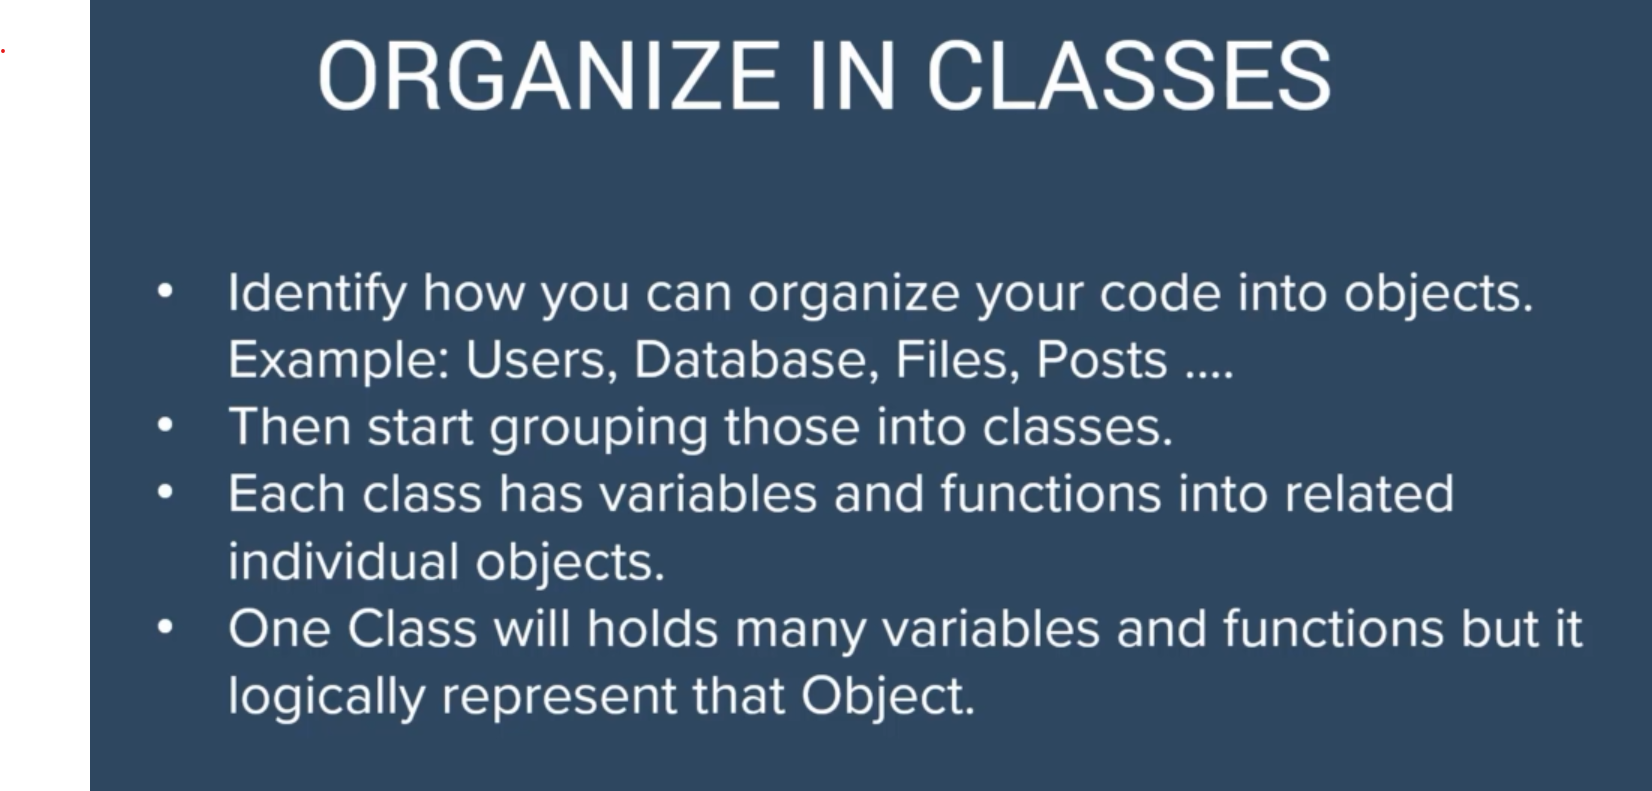 ORGANIZE IN CLASSES
• Identify how you can organize your code into objects.
Example: Users, Database, Files, Posts ....
• Then start grouping those into classes.
• Each class has variables and functions into related
individual objects.
• One Class will holds many variables and functions but it
logically represent that Object.